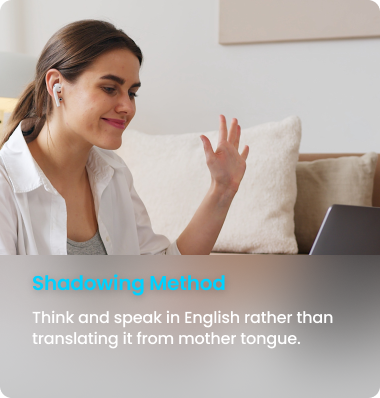 Shadowing Method
Think and speak in English rather than
translating it from mother tongue.